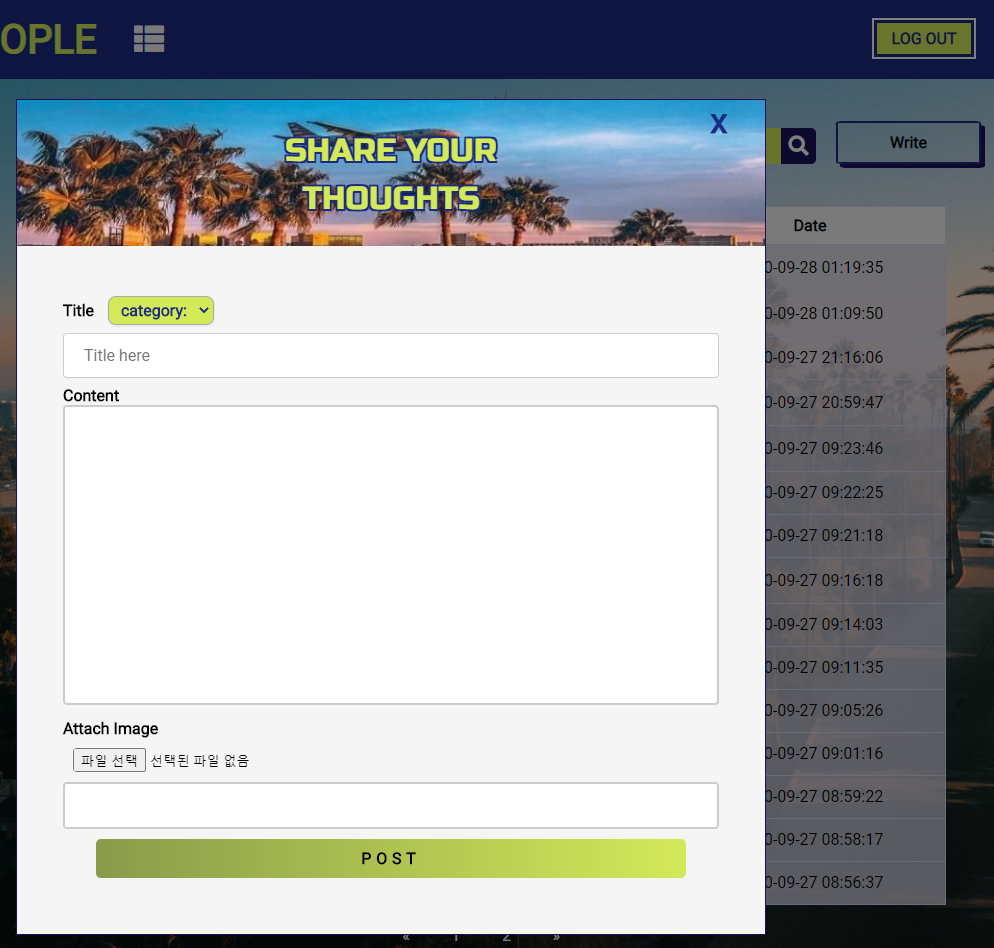 OPLE
LOG OUT
X
SHARE YOUR
THOUGHTS
Write
Date
0-09-28 01:19:35
0-09-28 01:09:50
0-09-27 21:16:06
0-09-27 20:59:47
0-09-27 09:23:46
0-09-27 09:22:25
0-09-27 09:21:18
0-09-27 09:16:18
0-09-27 09:14:03
0-09-27 09:11:35
0-09-27 09:05:26
0-09-27 09:01:16
0-09-27 08:59:22
0-09-27 08:58:17
0-09-27 08:56:37
Title category:
Title here
Content
Attach Image
파일 선택 선택된 파일 없음
POST
« 1 2 »